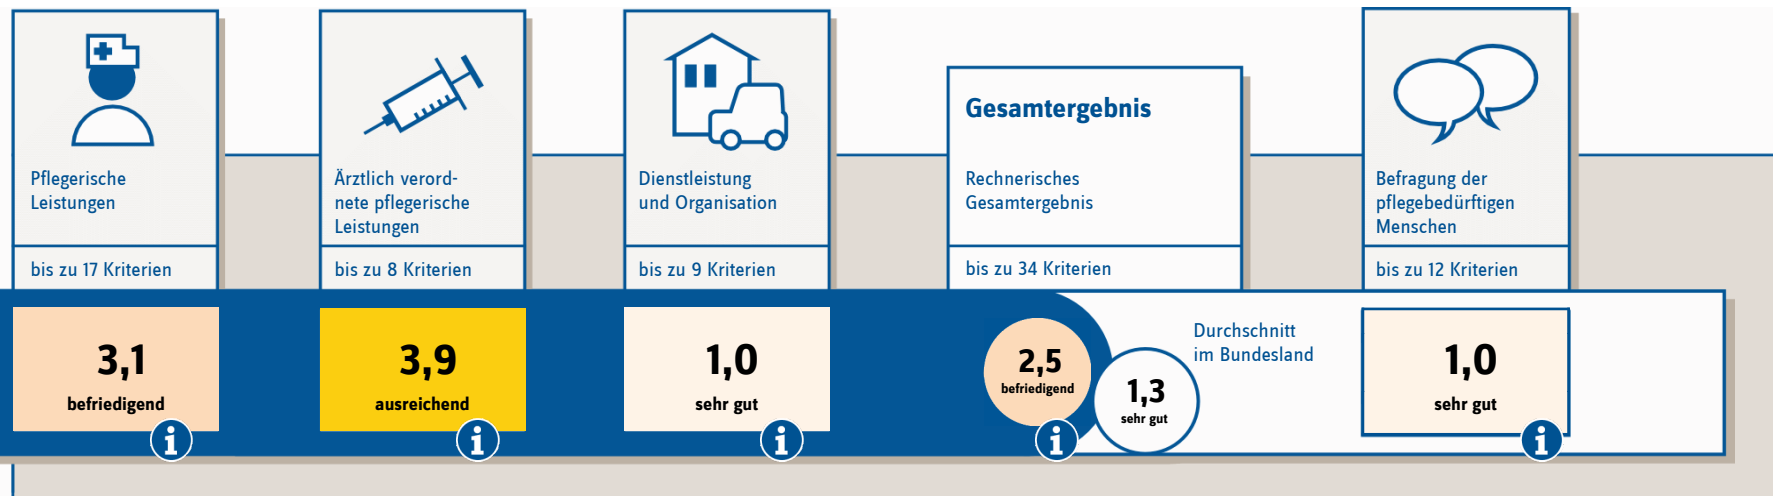 Pflegerische
Leistungen
bis zu 17 Kriterien
3,1
befriedigend
i
Ärztlich verord-
nete pflegerische
Leistungen
bis zu 8 Kriterien
3,9
ausreichend
i
Dienstleistung
und Organisation
bis zu 9 Kriterien
1,0
sehr gut
i
Gesamtergebnis
Rechnerisches
Gesamtergebnis
bis zu 34 Kriterien
2,5
befriedigend
i
Durchschnitt
im Bundesland
1,3
sehr gut
Befragung der
pflegebedürftigen
Menschen
bis zu 12 Kriterien
1,0
sehr gut
i